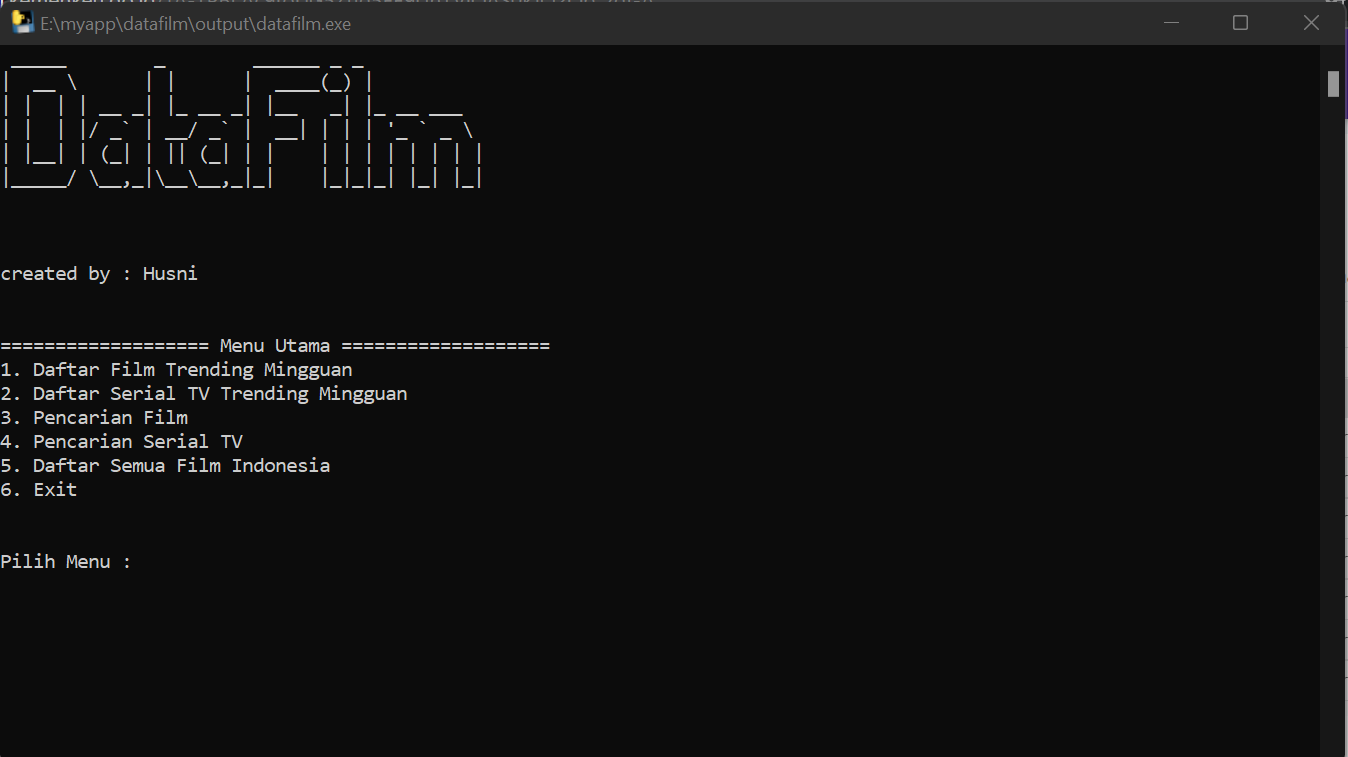 E:\myapp\datafilm\output\datafilm.exe
DataFilm
created by : Husni
=================== Menu Utama ===================
1. Daftar Film Trending Mingguan
2. Daftar Serial TV Trending Mingguan
3. Pencarian Film
4. Pencarian Serial TV
5. Daftar Semua Film Indonesia
6. Exit
Pilih Menu :